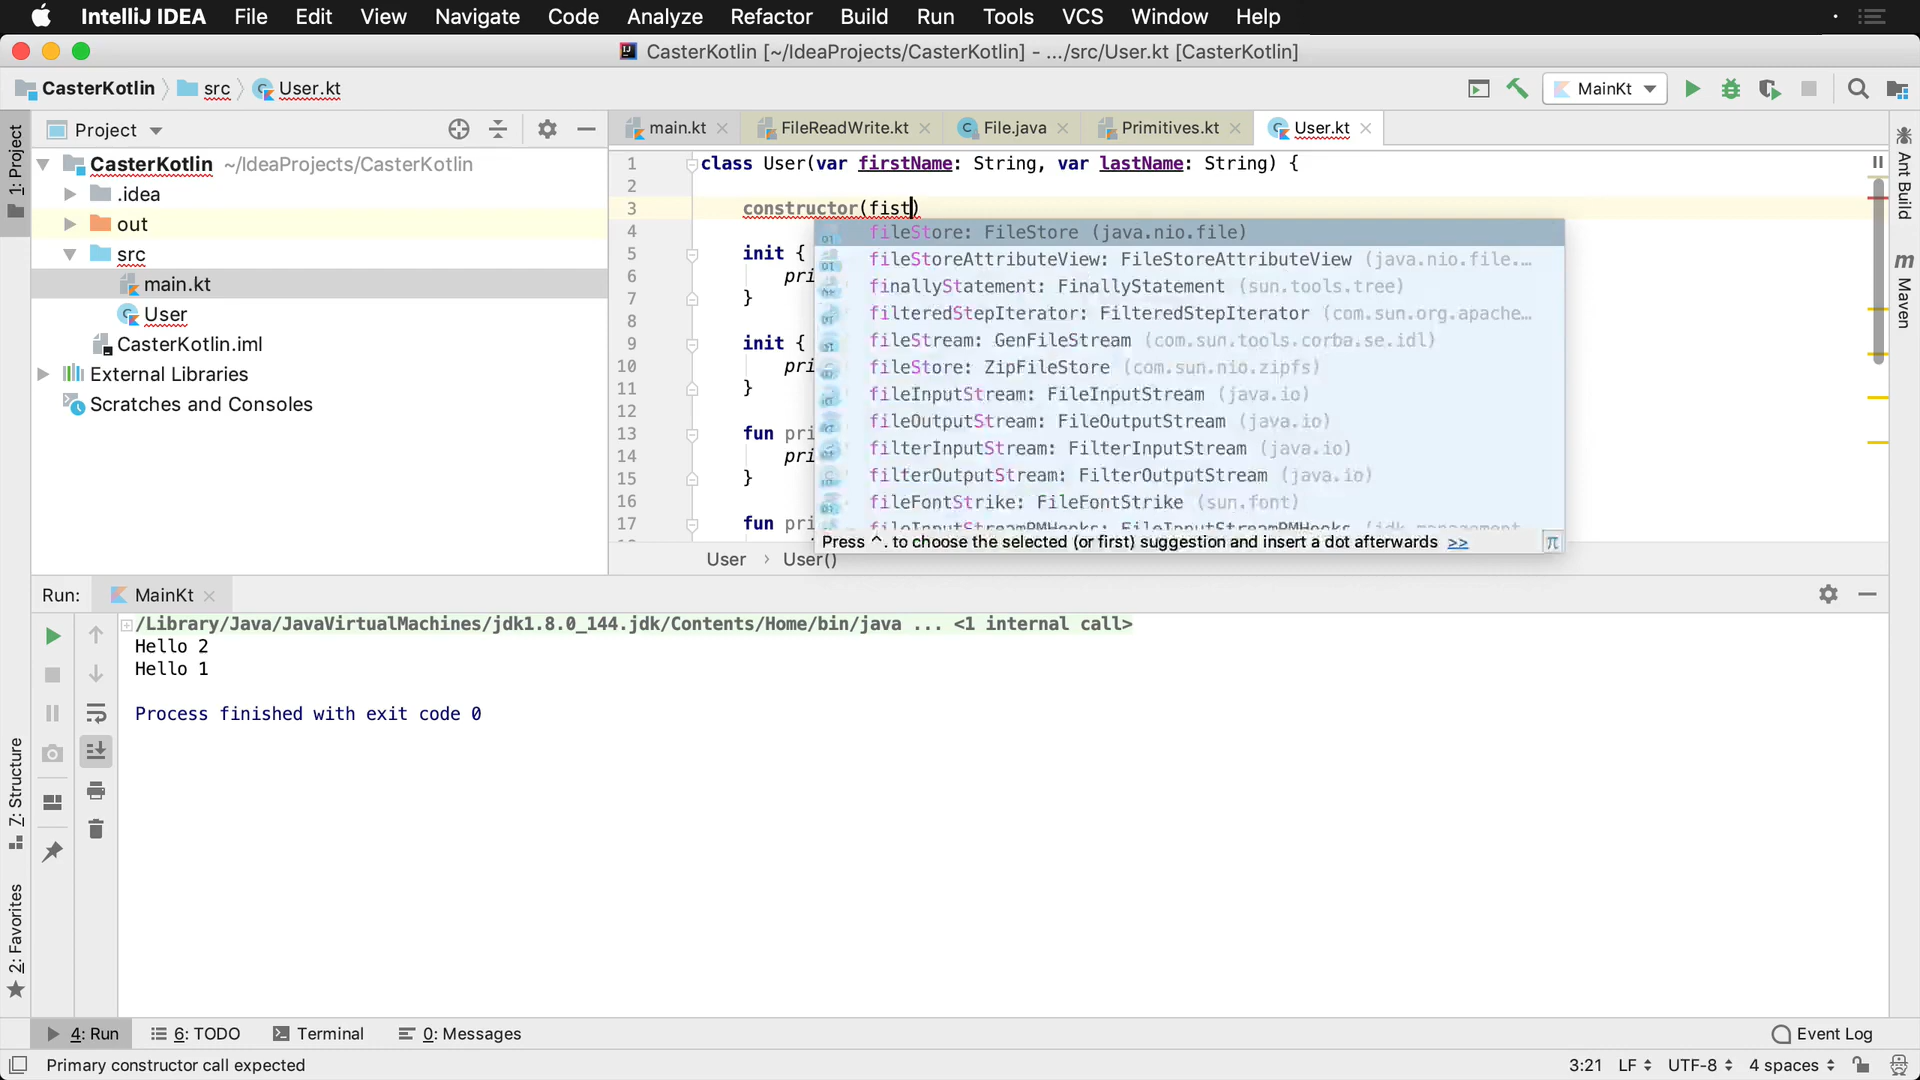 IntelliJ IDEA File Edit View Navigate Code Analyze Refactor Build Run Tools VCS Window Help
CasterKotlin [~/IdeaProjects/CasterKotlin] - .../src/User.kt [CasterKotlin]
CasterKotlin src User.kt MainKt
Project
main.kt FileReadWrite.kt File.java Primitives.kt User.kt
1: Project
CasterKotlin ~/IdeaProjects/CasterKotlin
.idea
out
src
main.kt
User
CasterKotlin.iml
External Libraries
Scratches and Consoles
1 class User(var firstName: String, var lastName: String) {
2
3 constructor(fist)
4
5 init {
6 pri
7 }
8
9 init {
10 pri
11 }
12
13 fun pri
14 pri
15 }
16
17 fun pri
fileStore: FileStore (java.nio.file)
fileStoreAttributeView: FileStoreAttributeView (java.nio.file.…
finallyStatement: FinallyStatement (sun.tools.tree)
filteredStepIterator: FilteredStepIterator (com.sun.org.apache…
fileStream: GenFileStream (com.sun.tools.corba.se.idl)
fileStore: ZipFileStore (com.sun.nio.zipfs)
fileInputStream: FileInputStream (java.io)
fileOutputStream: FileOutputStream (java.io)
filterInputStream: FilterInputStream (java.io)
filterOutputStream: FilterOutputStream (java.io)
fileFontStrike: FileFontStrike (sun.font)
fileInputStreamPMHooks: FileInputStreamPMHooks (jdk.management…
Press ^. to choose the selected (or first) suggestion and insert a dot afterwards >>
π
User User()
Ant Build
m Maven
Run: MainKt
/Library/Java/JavaVirtualMachines/jdk1.8.0_144.jdk/Contents/Home/bin/java ... <1 internal call>
Hello 2
Hello 1
Process finished with exit code 0
7: Structure
2: Favorites
4: Run 6: TODO Terminal 0: Messages Event Log
Primary constructor call expected 3:21 LF UTF-8 4 spaces